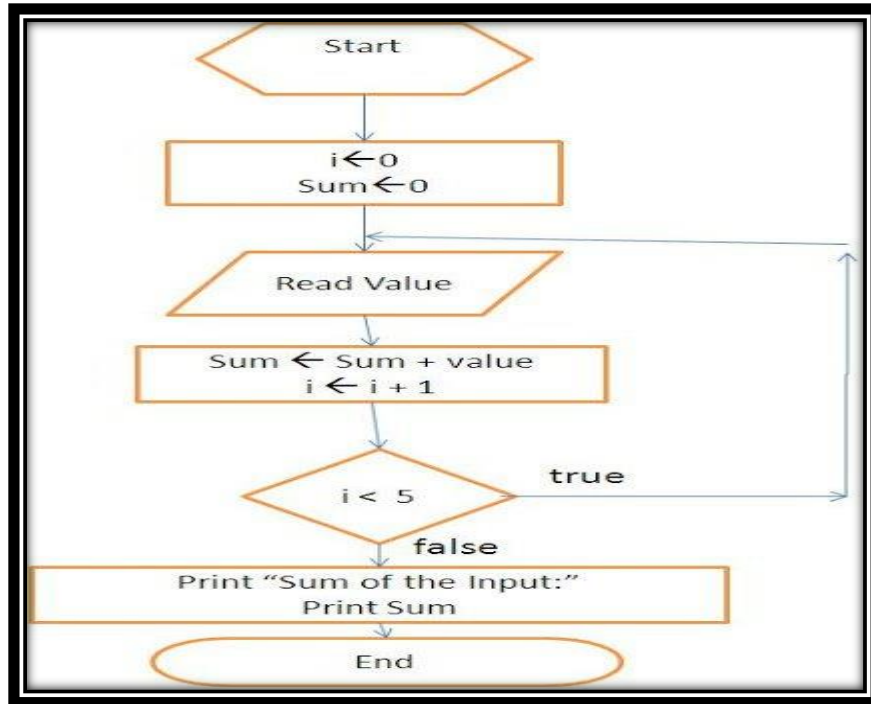 Start
i←0
Sum←0
Read Value
Sum ← Sum + value
i ← i + 1
i < 5
true
false
Print “Sum of the Input:”
Print Sum
End